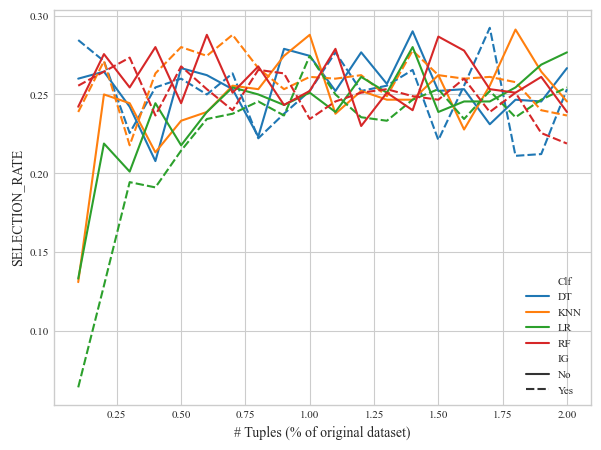 0.30
0.25
0.20
0.15
0.10
SELECTION_RATE
0.25
0.50
0.75
1.00
1.25
1.50
1.75
2.00
# Tuples (% of original dataset)
Clf
DT
KNN
LR
RF
IG
No
Yes